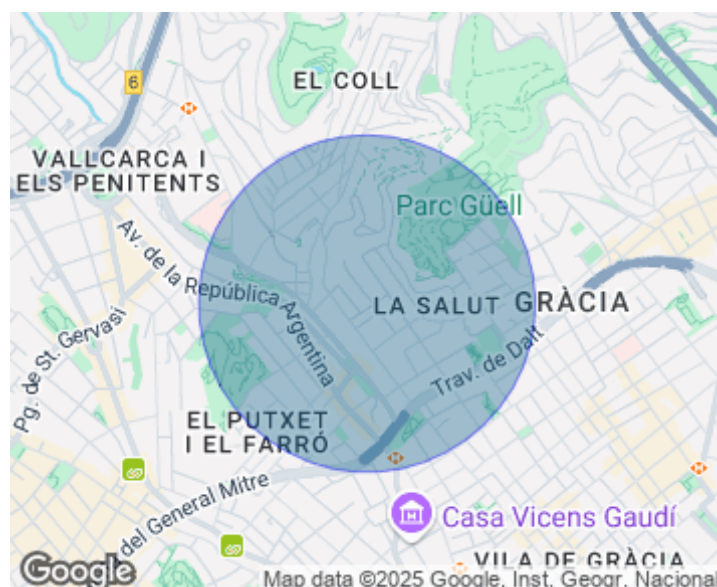 6
EL COLL
VALLCARCA I
ELS PENITENTS
Parc Güell
Av. de la República Argentina
LA SALUT
GRÀCIA
Pg. de St. Gervasi
Trav. de Dalt
EL PUTXET
I EL FARRÓ
del General Mitre
Casa Vicens Gaudí
VILA DE GRÀCIA
Google
Map data ©2025 Google, Inst. Geogr. Nacional